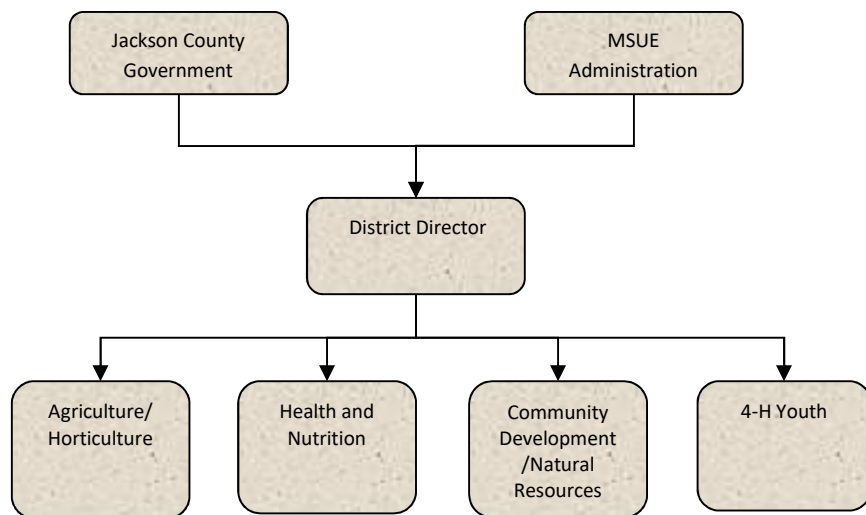 Jackson County
Government
MSUE
Administration
District Director
Agriculture/
Horticulture
Health and
Nutrition
Community
Development
/Natural
Resources
4-H Youth